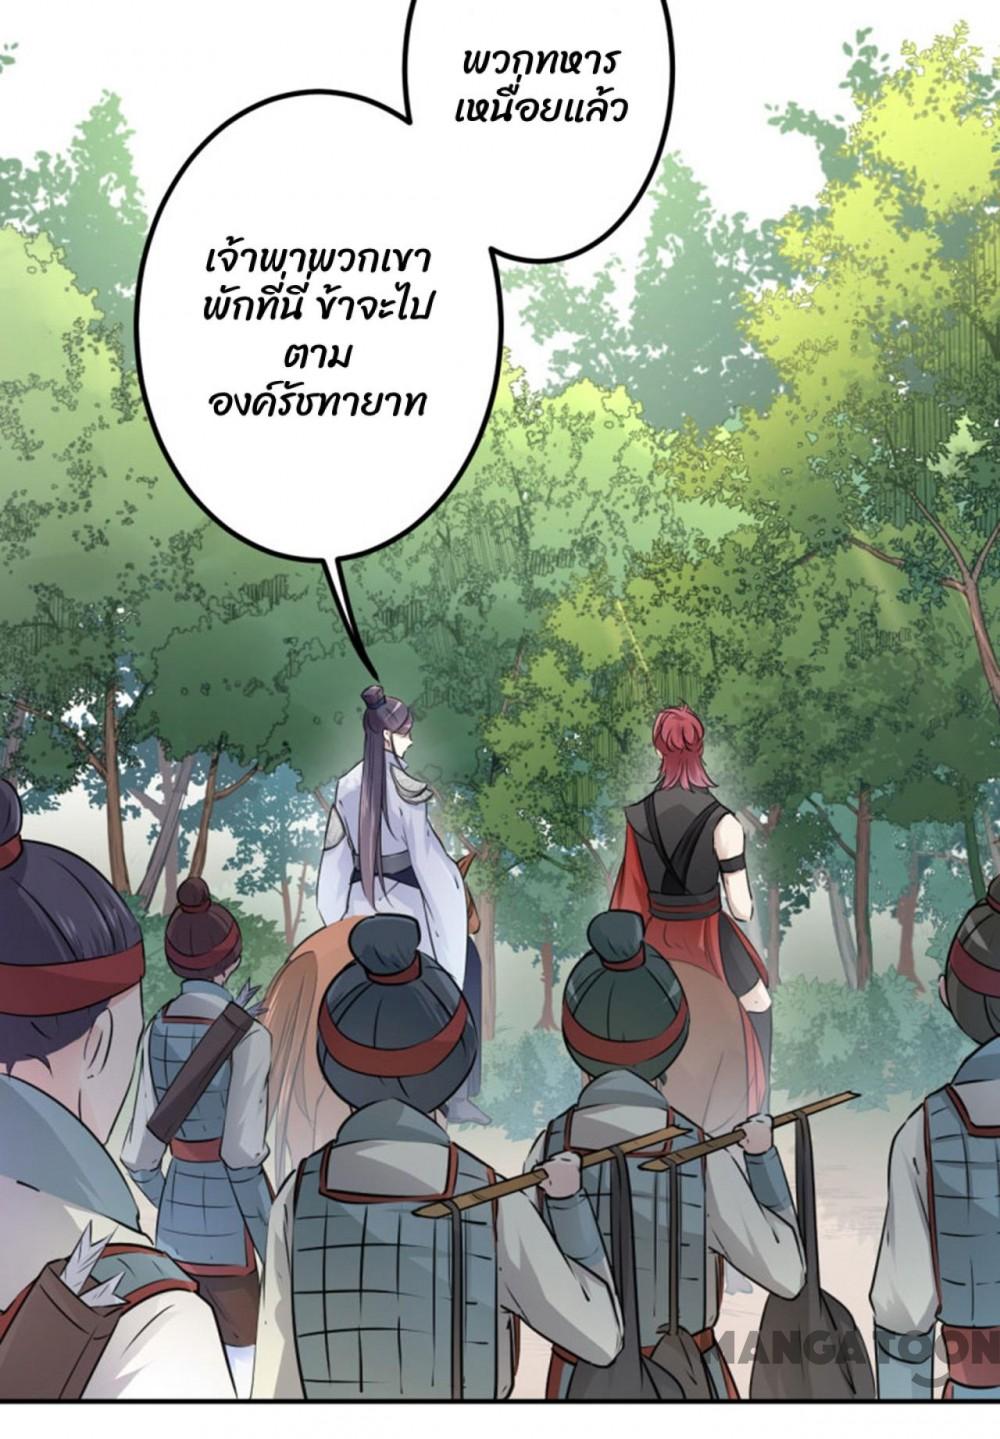 พวกทหาร
เหนื่อยแล้ว
เจ้าพาพวกเขา
พักที่นี่ ข้าจะไป
ตาม
องค์รัชทายาท
MANGATOON